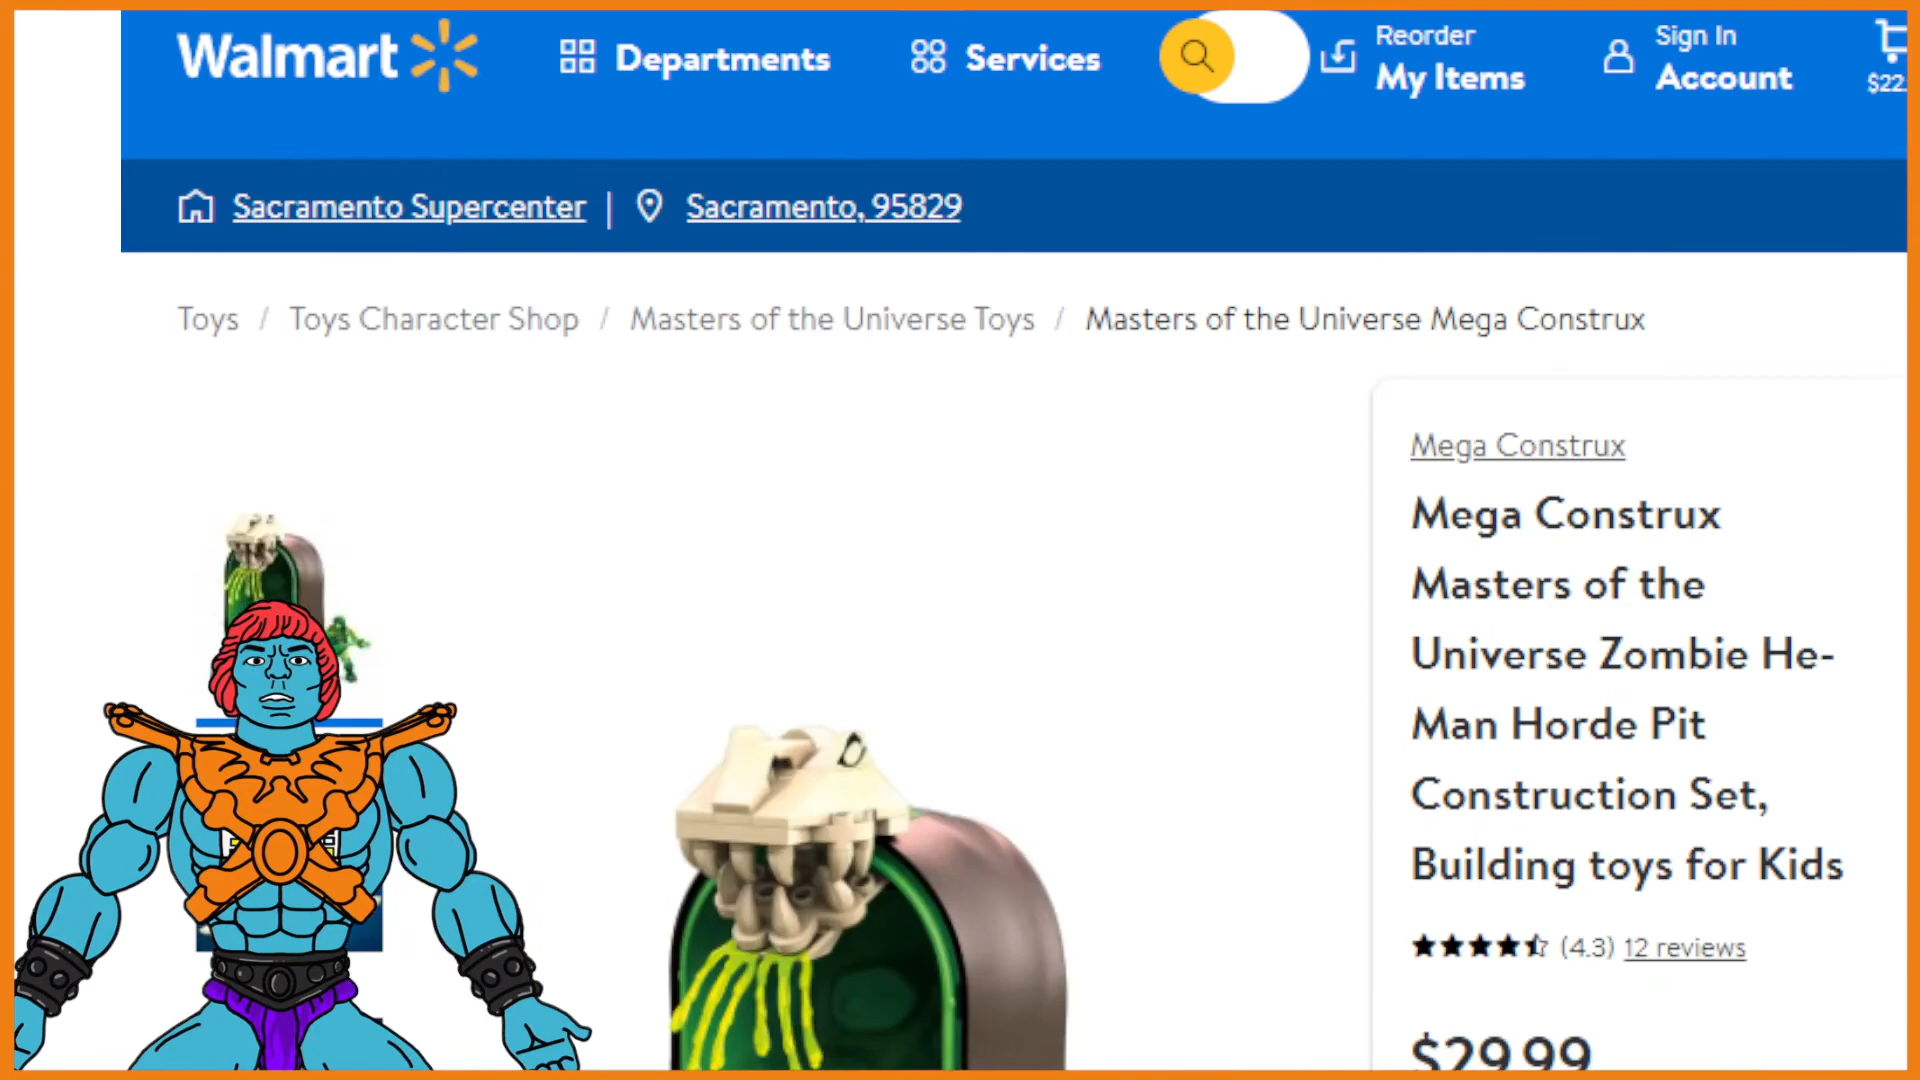 Walmart
Departments
Services
Reorder
My Items
Sign In
Account
$22.
Sacramento Supercenter | Sacramento, 95829
Toys / Toys Character Shop / Masters of the Universe Toys / Masters of the Universe Mega Construx
Mega Construx
Mega Construx
Masters of the
Universe Zombie He-
Man Horde Pit
Construction Set,
Building toys for Kids
(4.3) 12 reviews
$29.99